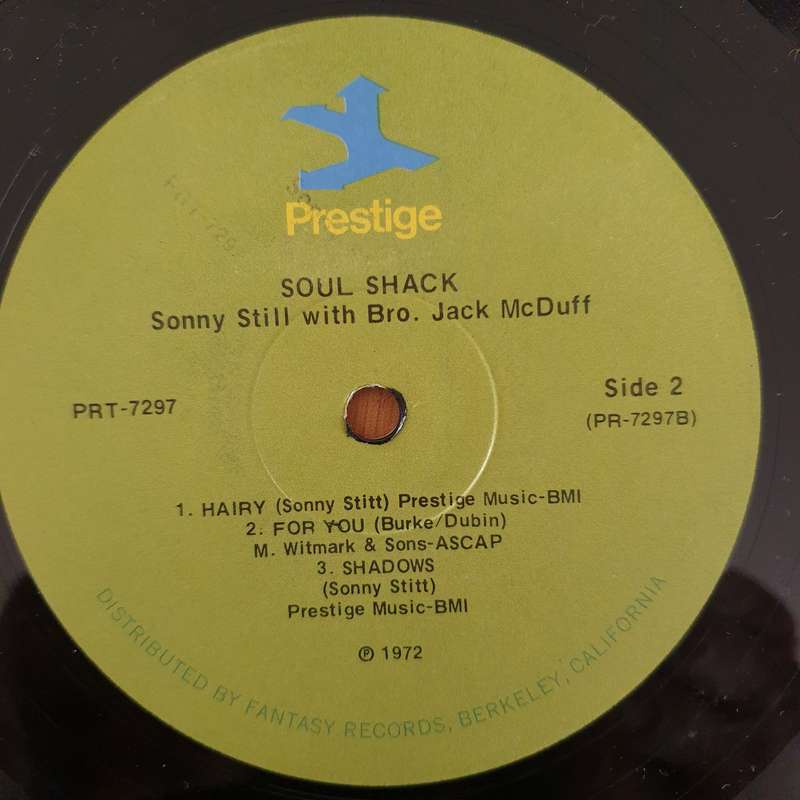 Prestige
SOUL SHACK
Sonny Still with Bro. Jack McDuff
PRT-7297
Side 2
(PR-7297B)
1. HAIRY (Sonny Stitt) Prestige Music-BMI
2. FOR YOU (Burke/Dubin)
M. Witmark & Sons-ASCAP
3. SHADOWS
(Sonny Stitt)
Prestige Music-BMI
℗ 1972
DISTRIBUTED BY FANTASY RECORDS, BERKELEY, CALIFORNIA